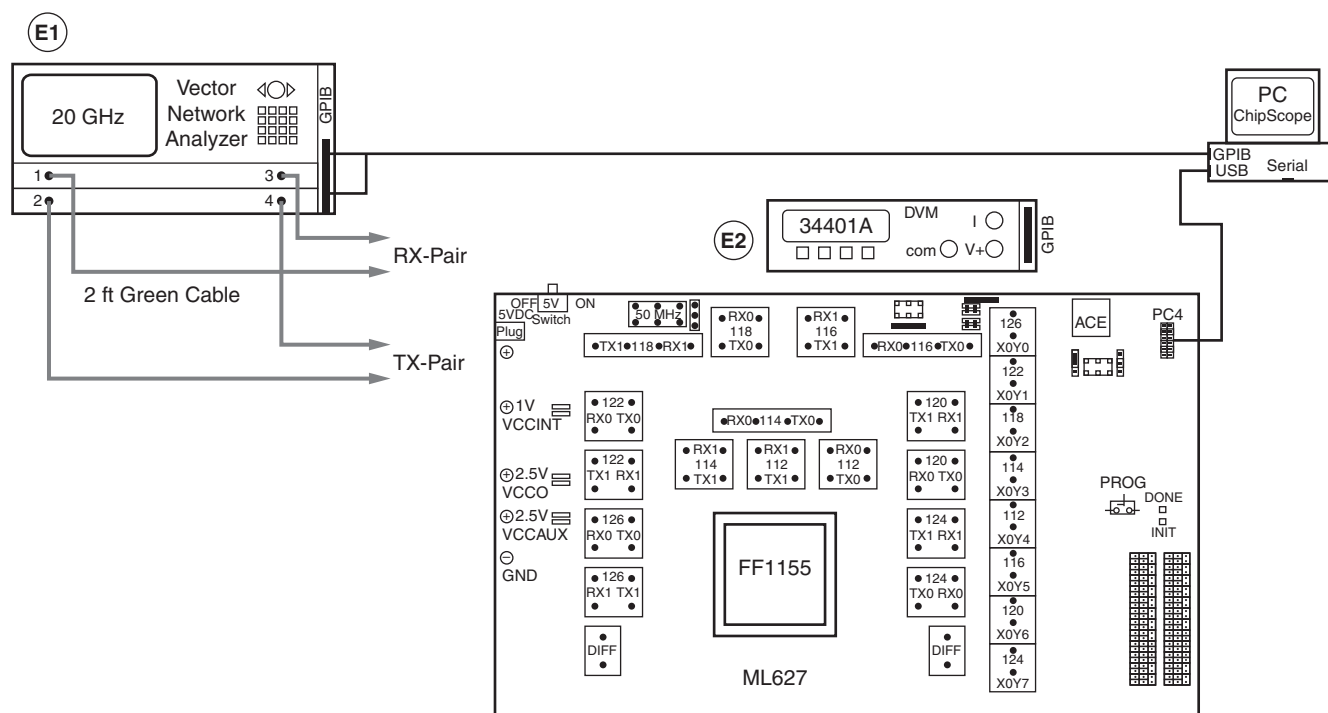 E1
20 GHz
Vector
Network
Analyzer
GPIB
1
3
2
4
RX-Pair
2 ft Green Cable
TX-Pair
PC
ChipScope
GPIB
USB
Serial
E2
34401A
DVM
I
com
V+
GPIB
OFF
5V
ON
5VDC
Switch
Plug
50 MHz
RX0
118
TX0
RX1
116
TX1
TX1 118 RX1
RX0 116 TX0
126
X0Y0
ACE
PC4
122
X0Y1
1V
VCCINT
122
RX0 TX0
RX0 114 TX0
120
TX1 RX1
118
X0Y2
RX1
114
TX1
RX1
112
TX1
RX0
112
TX0
2.5V
VCCO
122
TX1 RX1
120
RX0 TX0
114
X0Y3
PROG
DONE
INIT
2.5V
VCCAUX
126
RX0 TX0
124
TX1 RX1
112
X0Y4
GND
FF1155
126
RX1 TX1
124
TX0 RX0
116
X0Y5
120
X0Y6
DIFF
DIFF
124
X0Y7
ML627